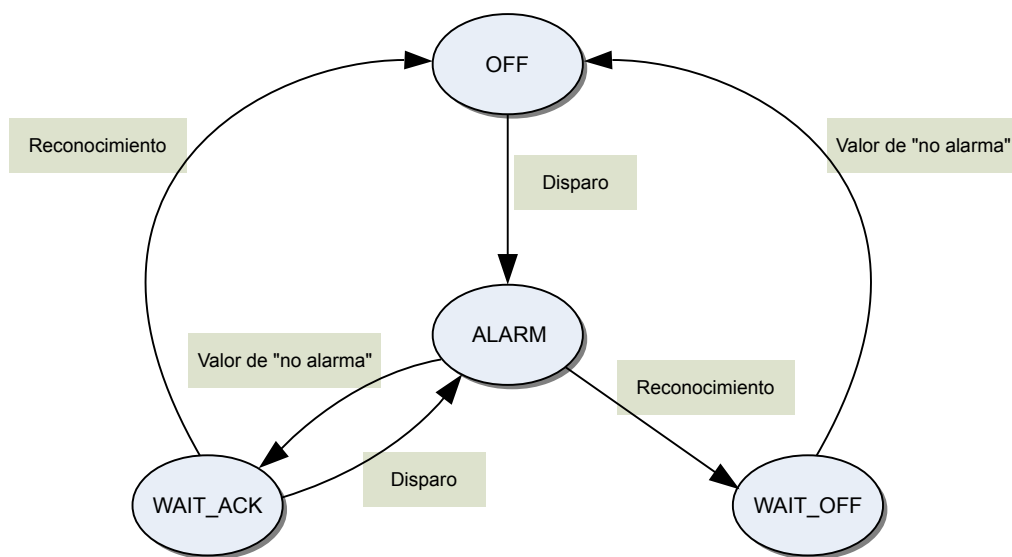 OFF
Reconocimiento
Valor de "no alarma"
Disparo
ALARM
Valor de "no alarma"
Reconocimiento
Disparo
WAIT_ACK
WAIT_OFF